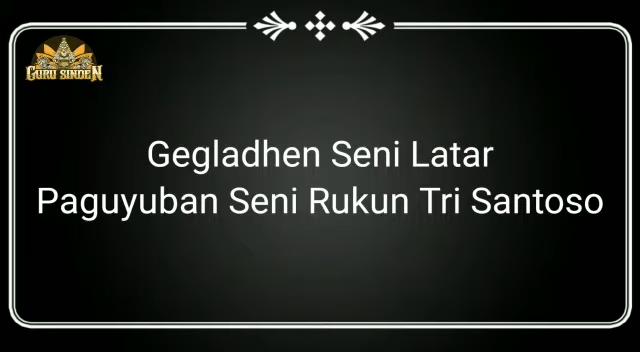 GURU SINDEN
Gegladhen Seni Latar
Paguyuban Seni Rukun Tri Santoso